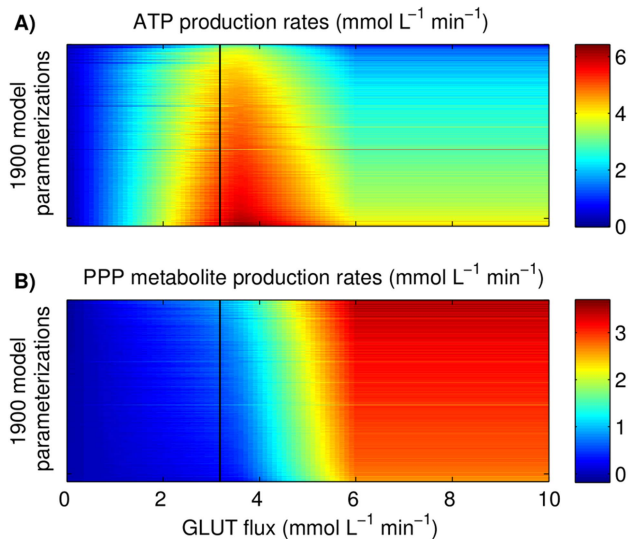 A) ATP production rates (mmol L⁻¹ min⁻¹)
1900 model
parameterizations
6
4
2
0
B) PPP metabolite production rates (mmol L⁻¹ min⁻¹)
1900 model
parameterizations
3
2
1
0
0 2 4 6 8 10
GLUT flux (mmol L⁻¹ min⁻¹)